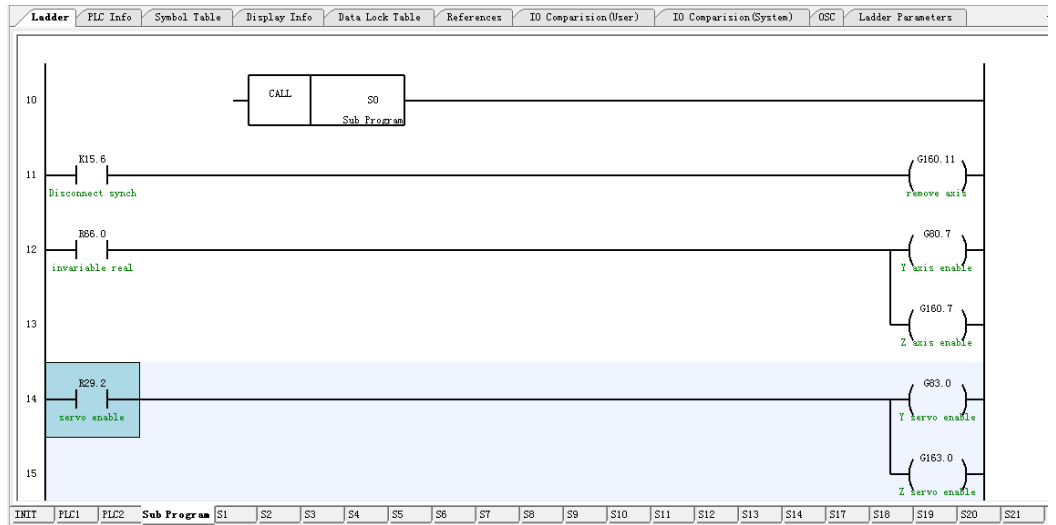 Ladder PLC Info Symbol Table Display Info Data Lock Table References IO Comparision(User) IO Comparision(System) OSC Ladder Parameters
10 CALL S0
Sub Program
K15.6 G160.11
11
Disconnect synch remove axis
R66.0 G80.7
12
invariable real Y axis enable
G160.7
13
Z axis enable
R29.2 G83.0
14
servo enable Y servo enable
G163.0
15
Z servo enable
INIT PLC1 PLC2 Sub Program S1 S2 S3 S4 S5 S6 S7 S8 S9 S10 S11 S12 S13 S14 S17 S18 S19 S20 S21